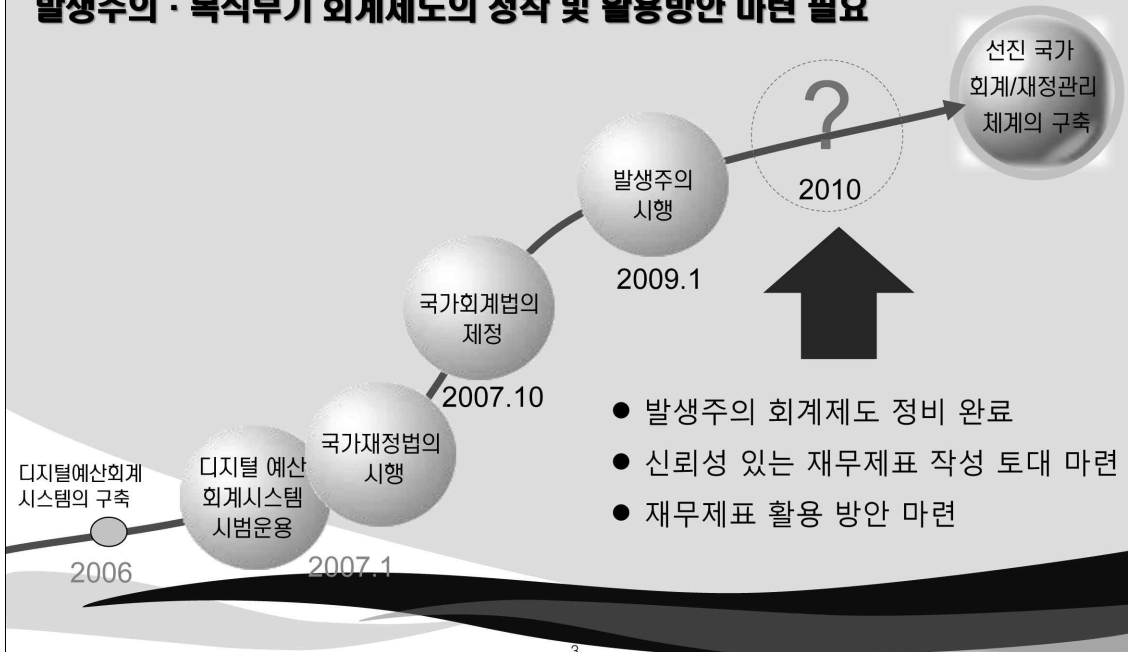 발생주의 · 복식부기 회계제도의 정착 및 활용방안 마련 필요
선진 국가
회계/재정관리
체계의 구축
?
2010
발생주의
시행
2009.1
국가회계법의
제정
2007.10
국가재정법의
시행
디지털 예산
회계시스템
시범운용
2007.1
디지털예산회계
시스템의 구축
2006
● 발생주의 회계제도 정비 완료
● 신뢰성 있는 재무제표 작성 토대 마련
● 재무제표 활용 방안 마련
3